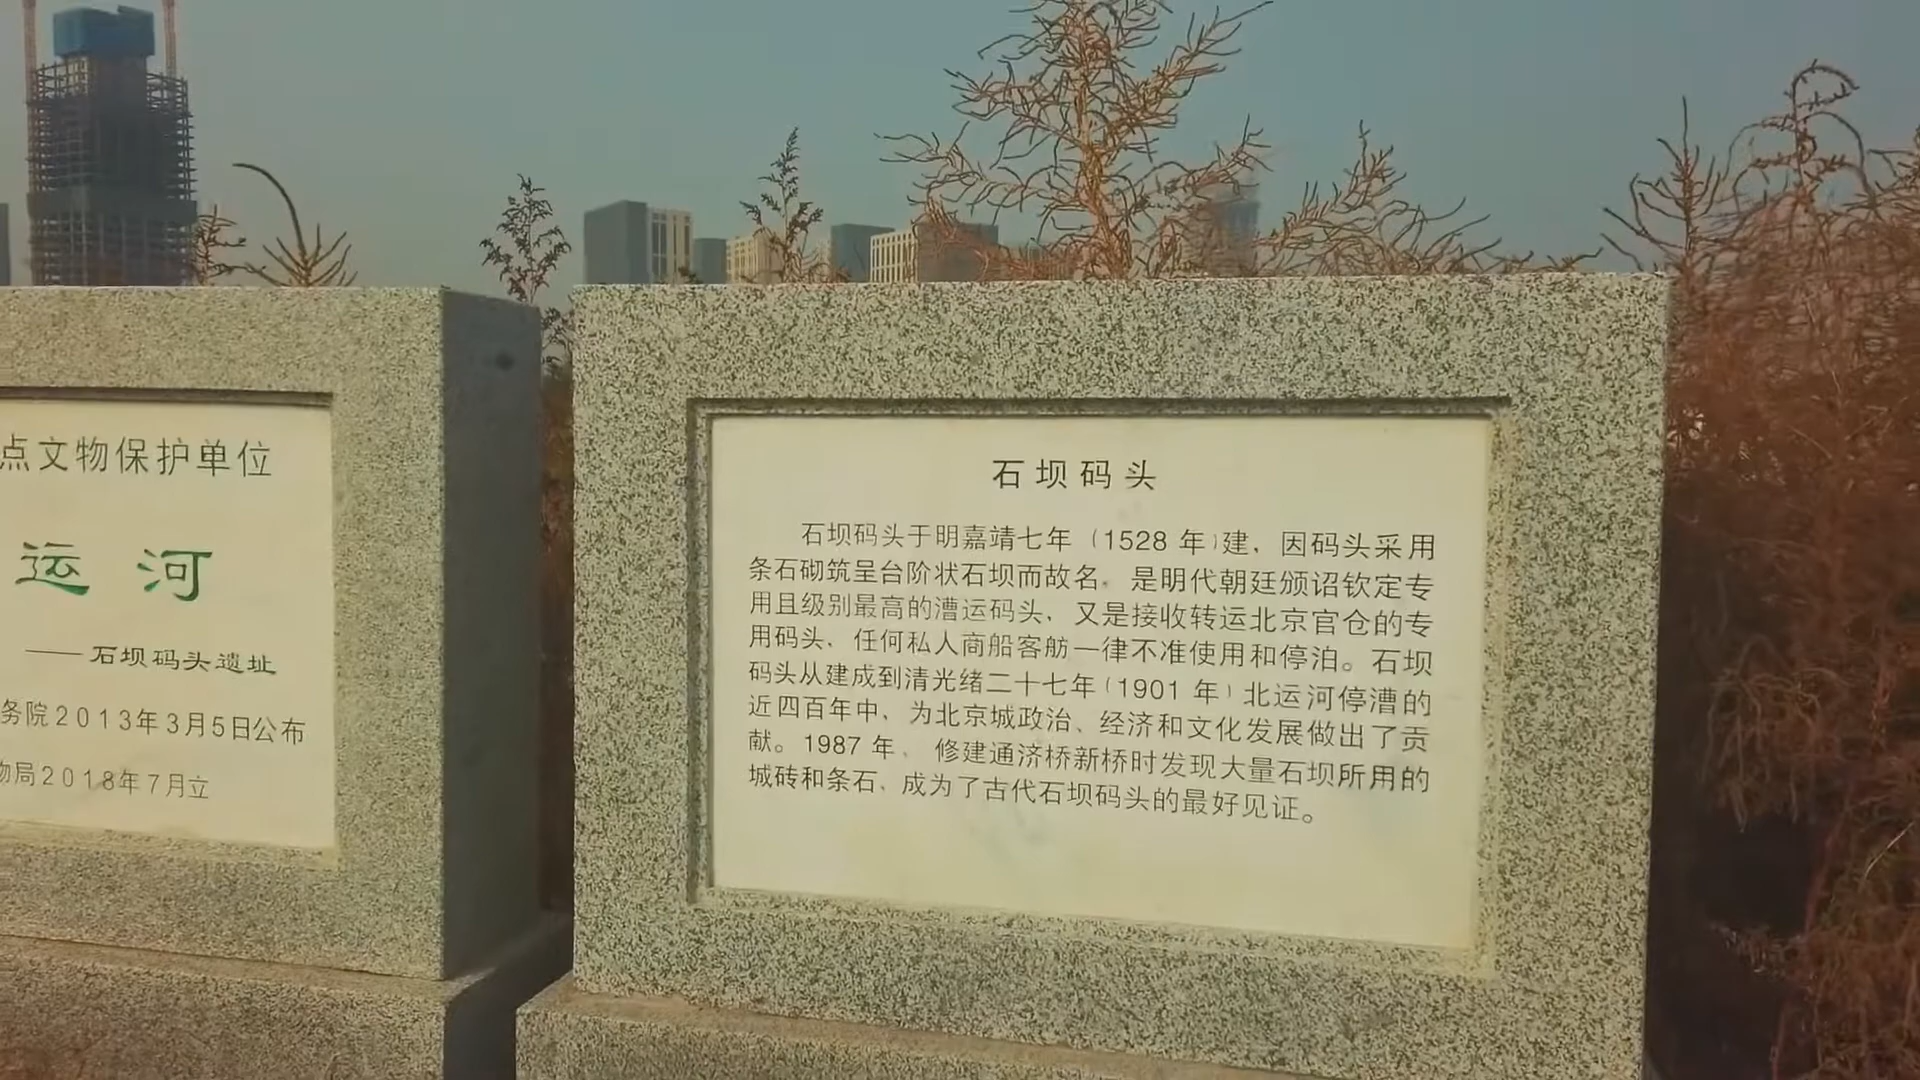 点文物保护单位
运河
——石坝码头遗址
务院2013年3月5日公布
物局2018年7月立
石坝码头
石坝码头于明嘉靖七年（1528年）建，因码头采用
条石砌筑呈台阶状石坝而故名，是明代朝廷颁诏钦定专
用且级别最高的漕运码头，又是接收转运北京官仓的专
用码头，任何私人商船客舫一律不准使用和停泊。石坝
码头从建成到清光绪二十七年（1901年）北运河停漕的
近四百年中，为北京城政治、经济和文化发展做出了贡
献。1987年，修建通济桥新桥时发现大量石坝所用的
城砖和条石，成为了古代石坝码头的最好见证。